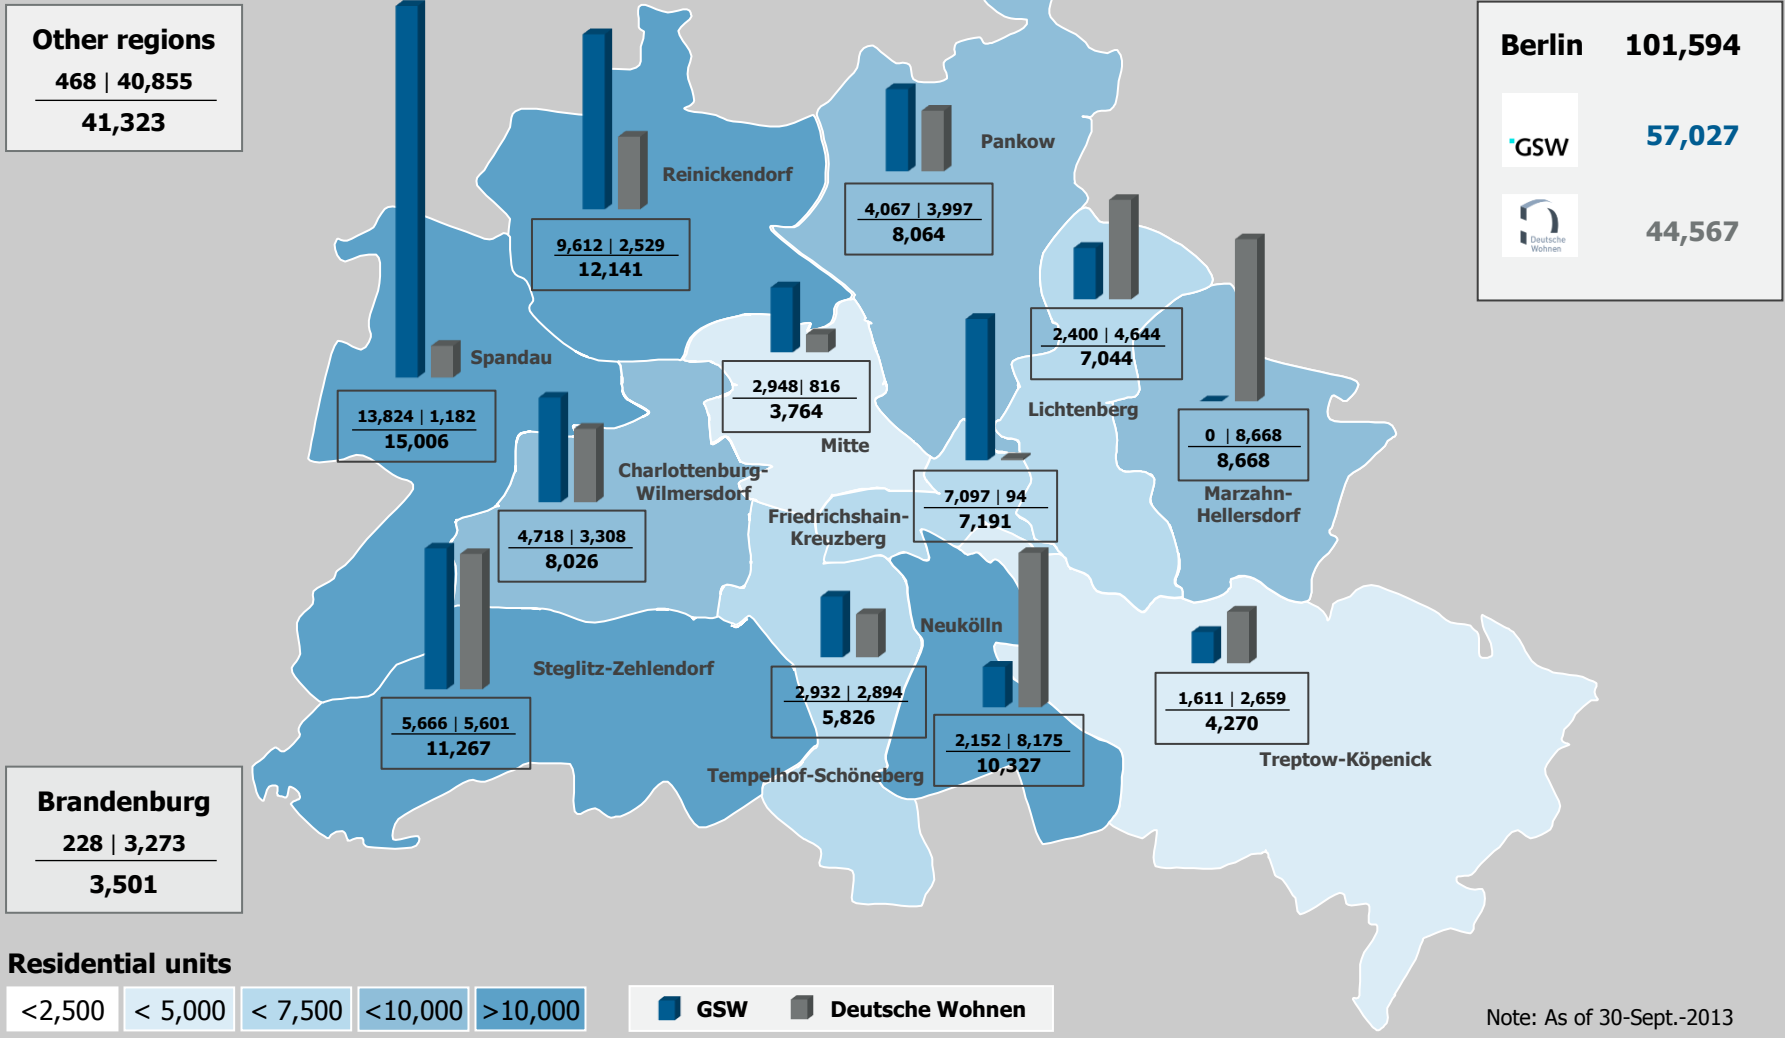 Other regions
468 | 40,855
41,323
Berlin 101,594
GSW 57,027
Deutsche
Wohnen
44,567
Pankow
4,067 | 3,997
8,064
Reinickendorf
9,612 | 2,529
12,141
2,400 | 4,644
7,044
Lichtenberg
Spandau
13,824 | 1,182
15,006
2,948| 816
3,764
Mitte
0 | 8,668
8,668
Marzahn-
Hellersdorf
Charlottenburg-
Wilmersdorf
4,718 | 3,308
8,026
Friedrichshain-
Kreuzberg
7,097 | 94
7,191
Neukölln
2,152 | 8,175
10,327
Steglitz-Zehlendorf
5,666 | 5,601
11,267
2,932 | 2,894
5,826
Tempelhof-Schöneberg
1,611 | 2,659
4,270
Treptow-Köpenick
Brandenburg
228 | 3,273
3,501
Residential units
<2,500 < 5,000 < 7,500 <10,000 >10,000
GSW Deutsche Wohnen
Note: As of 30-Sept.-2013